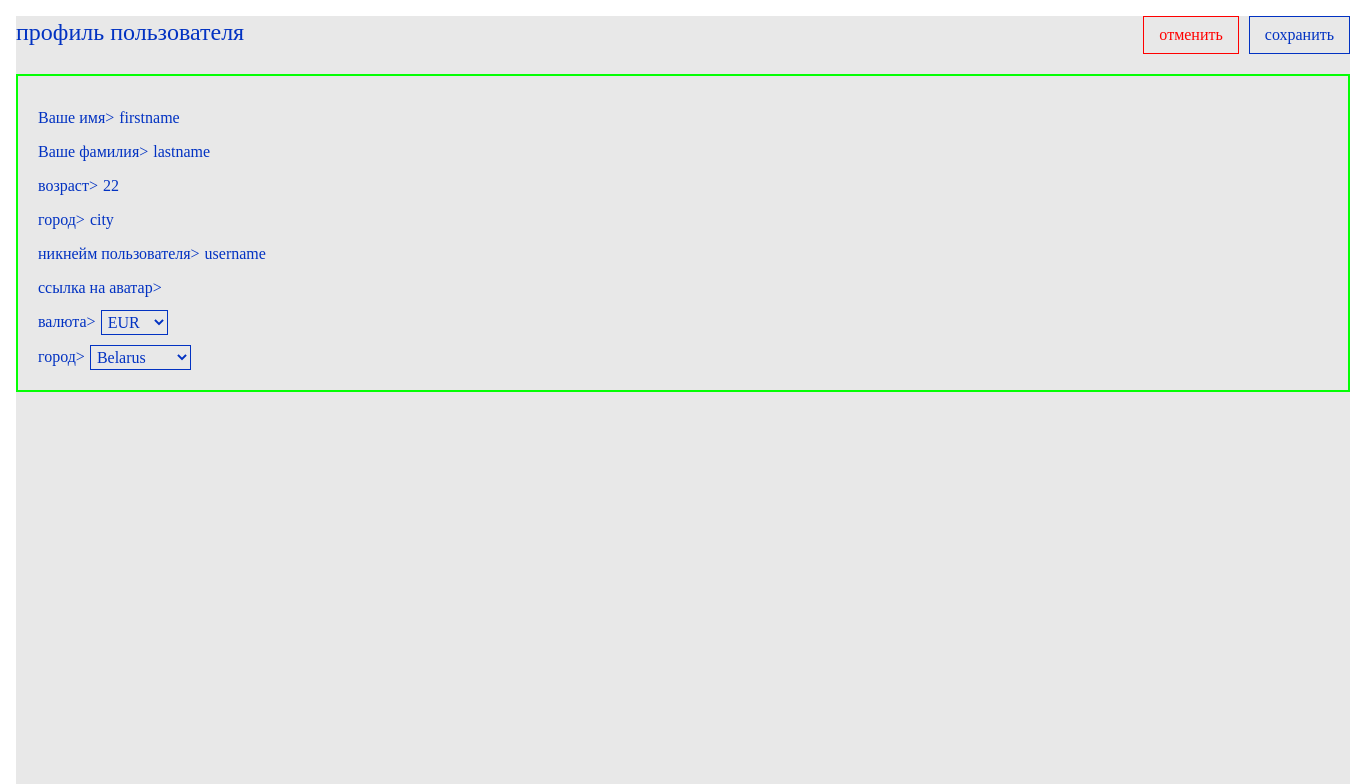 профиль пользователя
отменить
сохранить
Ваше имя> firstname
Ваше фамилия> lastname
возраст> 22
город> city
никнейм пользователя> username
ссылка на аватар>
валюта> EUR
город> Belarus